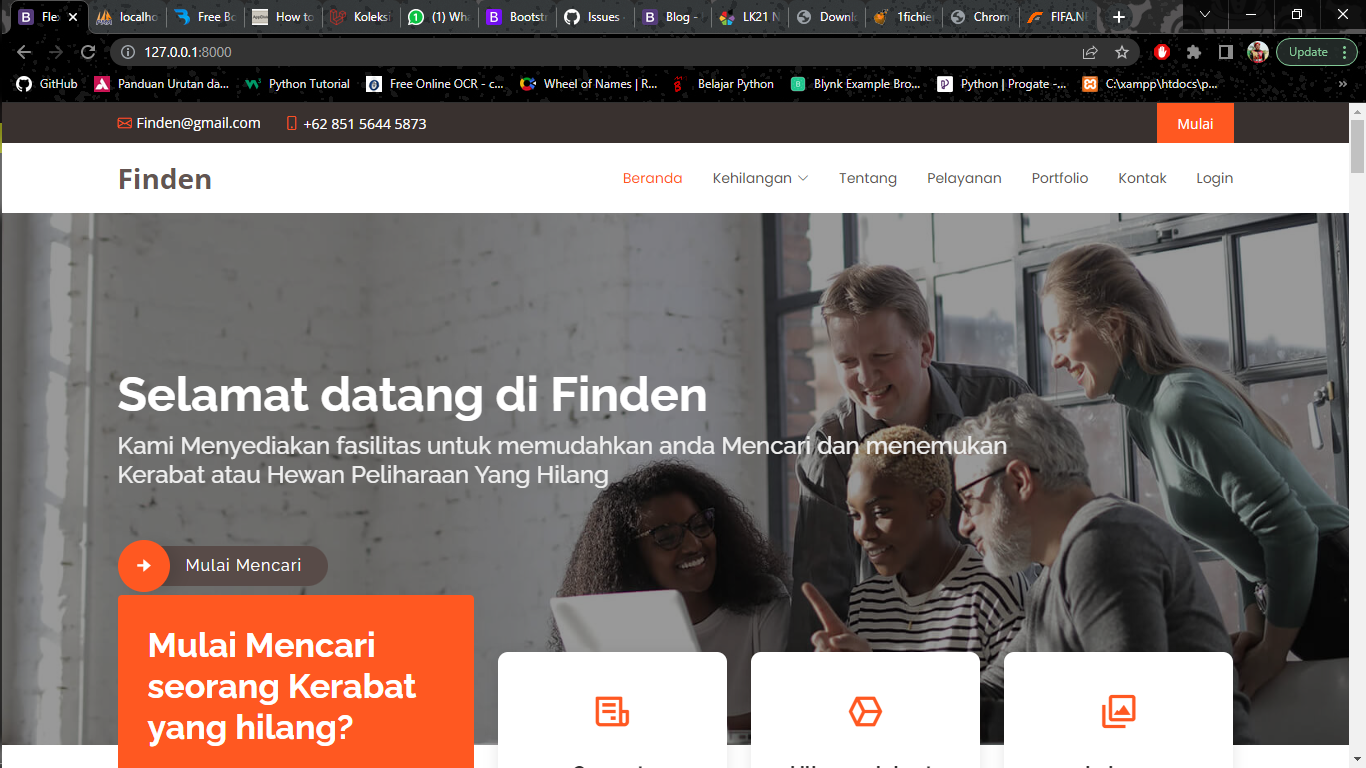 Flex
localho
Free Bo
How to
Koleksi
(1) Wha
Bootstr
Issues
Blog -
LK21 N
Downl
1fichie
Chrom
FIFA.NE
127.0.0.1:8000
Update
GitHub
Panduan Urutan da...
Python Tutorial
Free Online OCR - c...
Wheel of Names | R...
Belajar Python
Blynk Example Bro...
Python | Progate -...
C:\xampp\htdocs\p...
»
Finden@gmail.com
+62 851 5644 5873
Mulai
Finden
Beranda
Kehilangan
Tentang
Pelayanan
Portfolio
Kontak
Login
Selamat datang di Finden
Kami Menyediakan fasilitas untuk memudahkan anda Mencari dan menemukan
Kerabat atau Hewan Peliharaan Yang Hilang
Mulai Mencari
Mulai Mencari
seorang Kerabat
yang hilang?